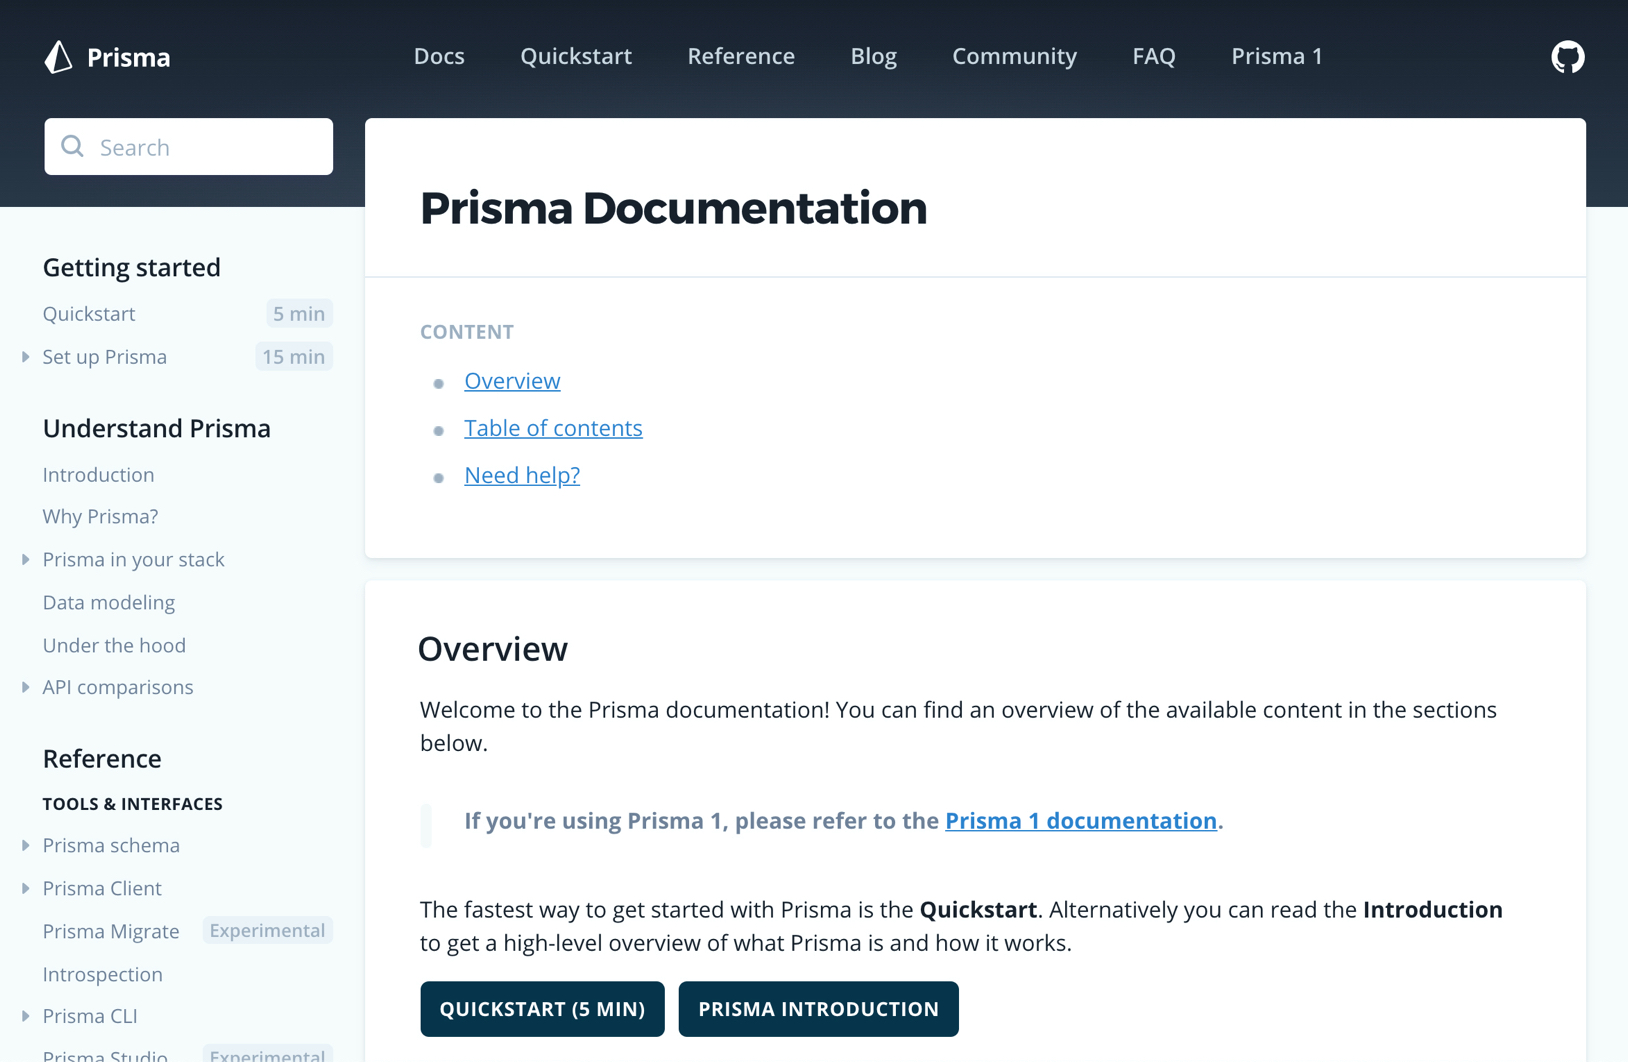 Prisma
Docs
Quickstart
Reference
Blog
Community
FAQ
Prisma 1
Search
Getting started
Quickstart
5 min
Set up Prisma
15 min
Understand Prisma
Introduction
Why Prisma?
Prisma in your stack
Data modeling
Under the hood
API comparisons
Reference
TOOLS & INTERFACES
Prisma schema
Prisma Client
Prisma Migrate
Experimental
Introspection
Prisma CLI
Prisma Studio
Experimental
Prisma Documentation
CONTENT
Overview
Table of contents
Need help?
Overview
Welcome to the Prisma documentation! You can find an overview of the available content in the sections
below.
If you're using Prisma 1, please refer to the Prisma 1 documentation.
The fastest way to get started with Prisma is the Quickstart. Alternatively you can read the Introduction
to get a high-level overview of what Prisma is and how it works.
QUICKSTART (5 MIN)
PRISMA INTRODUCTION